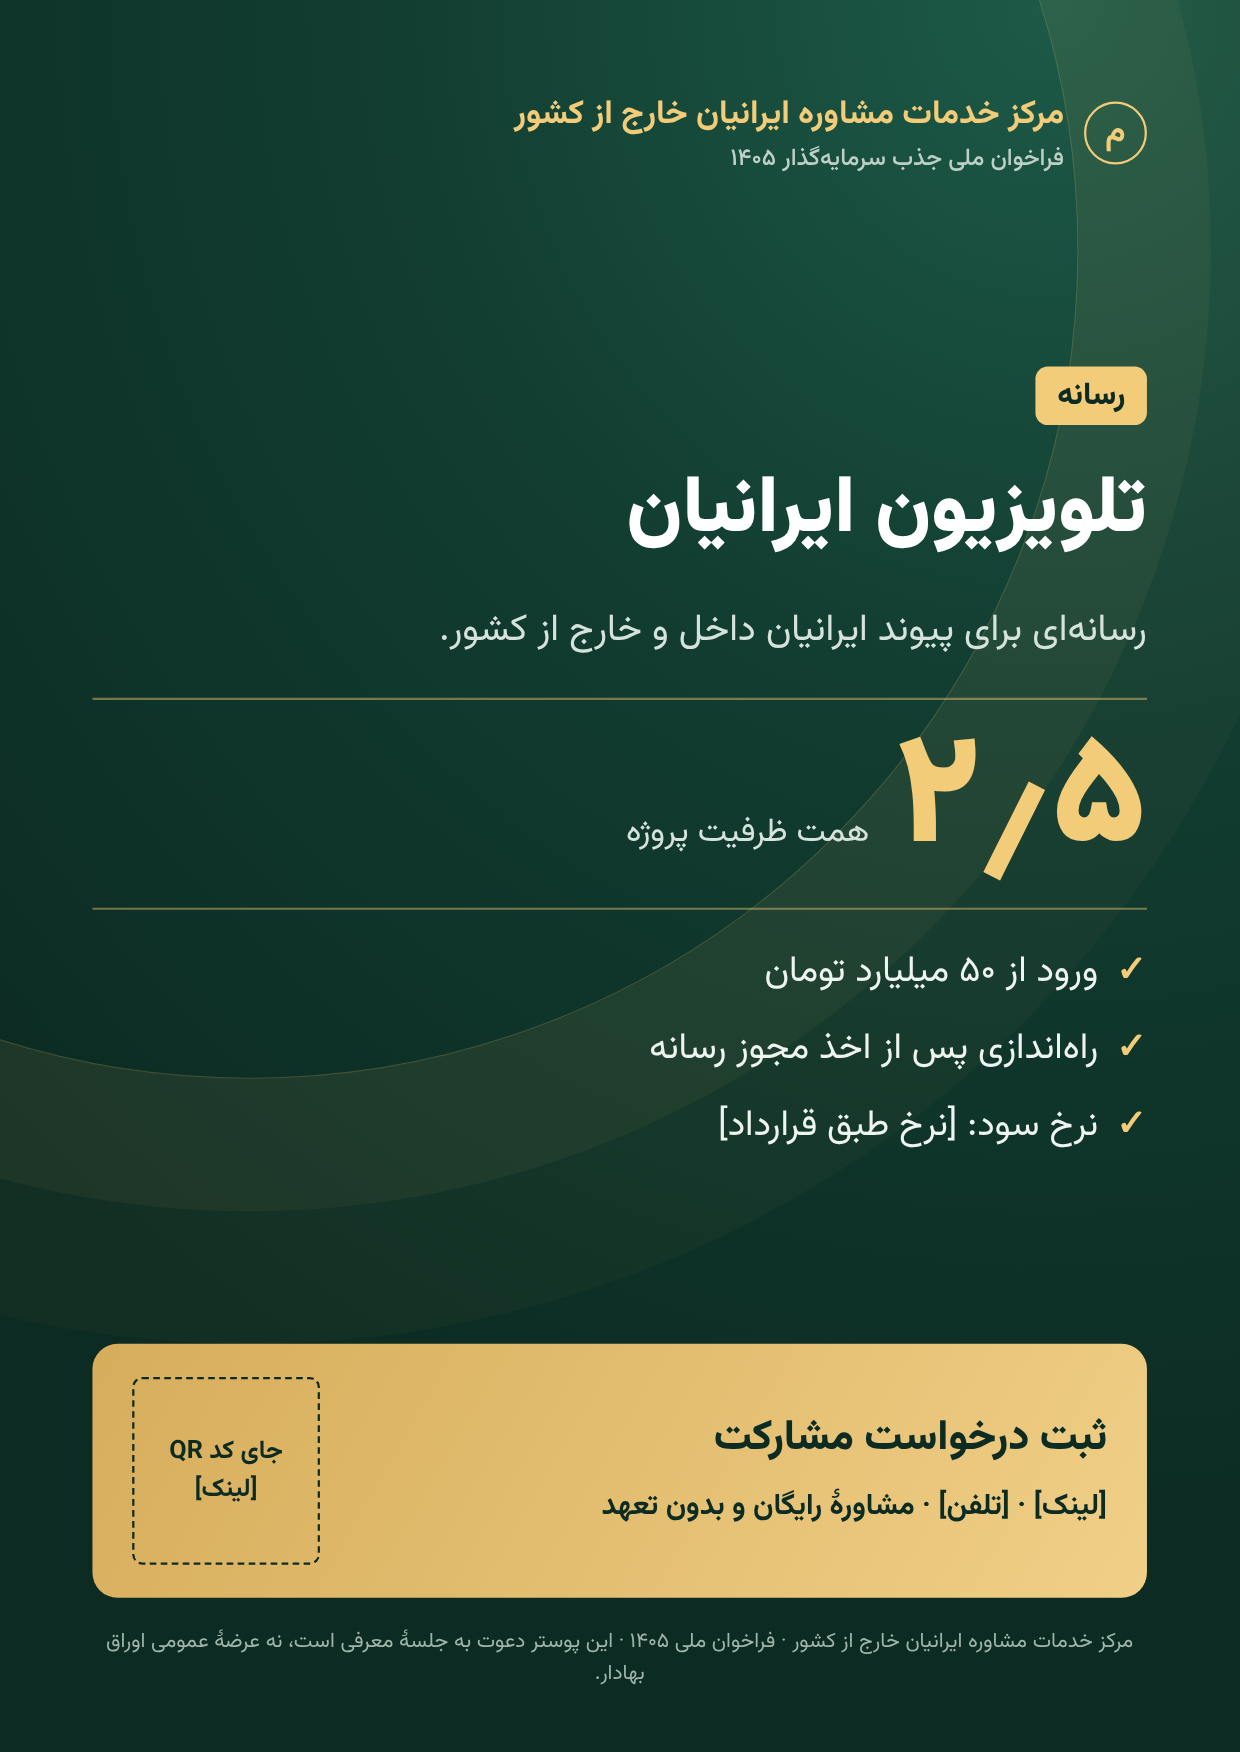 م
مرکز خدمات مشاوره ایرانیان خارج از کشور
فراخوان ملی جذب سرمایه‌گذار ۱۴۰۵
رسانه
تلویزیون ایرانیان
رسانه‌ای برای پیوند ایرانیان داخل و خارج از کشور.
۲٫۵ همت ظرفیت پروژه
✓ ورود از ۵۰ میلیارد تومان
✓ راه‌اندازی پس از اخذ مجوز رسانه
✓ نرخ سود: [نرخ طبق قرارداد]
ثبت درخواست مشارکت
[لینک] · [تلفن] · مشاورهٔ رایگان و بدون تعهد
جای کد QR
[لینک]
مرکز خدمات مشاوره ایرانیان خارج از کشور · فراخوان ملی ۱۴۰۵ · این پوستر دعوت به جلسهٔ معرفی است، نه عرضهٔ عمومی اوراق
بهادار.